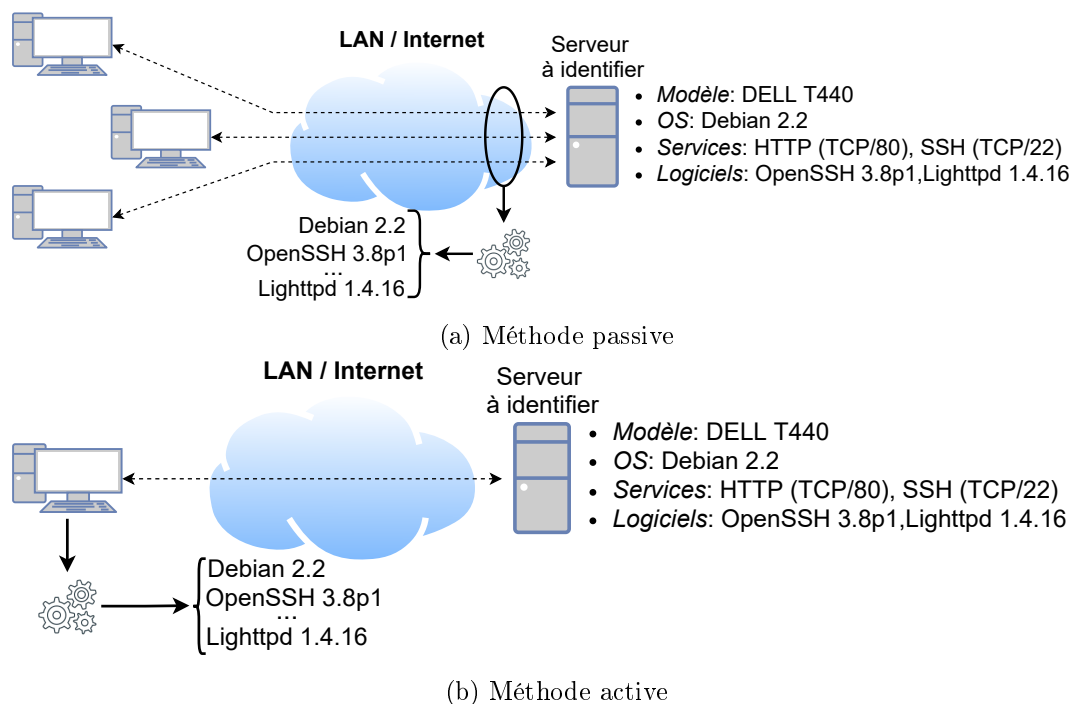 LAN / Internet
Serveur
à identifier
• Modèle: DELL T440
• OS: Debian 2.2
• Services: HTTP (TCP/80), SSH (TCP/22)
• Logiciels: OpenSSH 3.8p1,Lighttpd 1.4.16
Debian 2.2
OpenSSH 3.8p1
...
Lighttpd 1.4.16
(a) Méthode passive
LAN / Internet
Serveur
à identifier
• Modèle: DELL T440
• OS: Debian 2.2
• Services: HTTP (TCP/80), SSH (TCP/22)
• Logiciels: OpenSSH 3.8p1,Lighttpd 1.4.16
Debian 2.2
OpenSSH 3.8p1
...
Lighttpd 1.4.16
(b) Méthode active